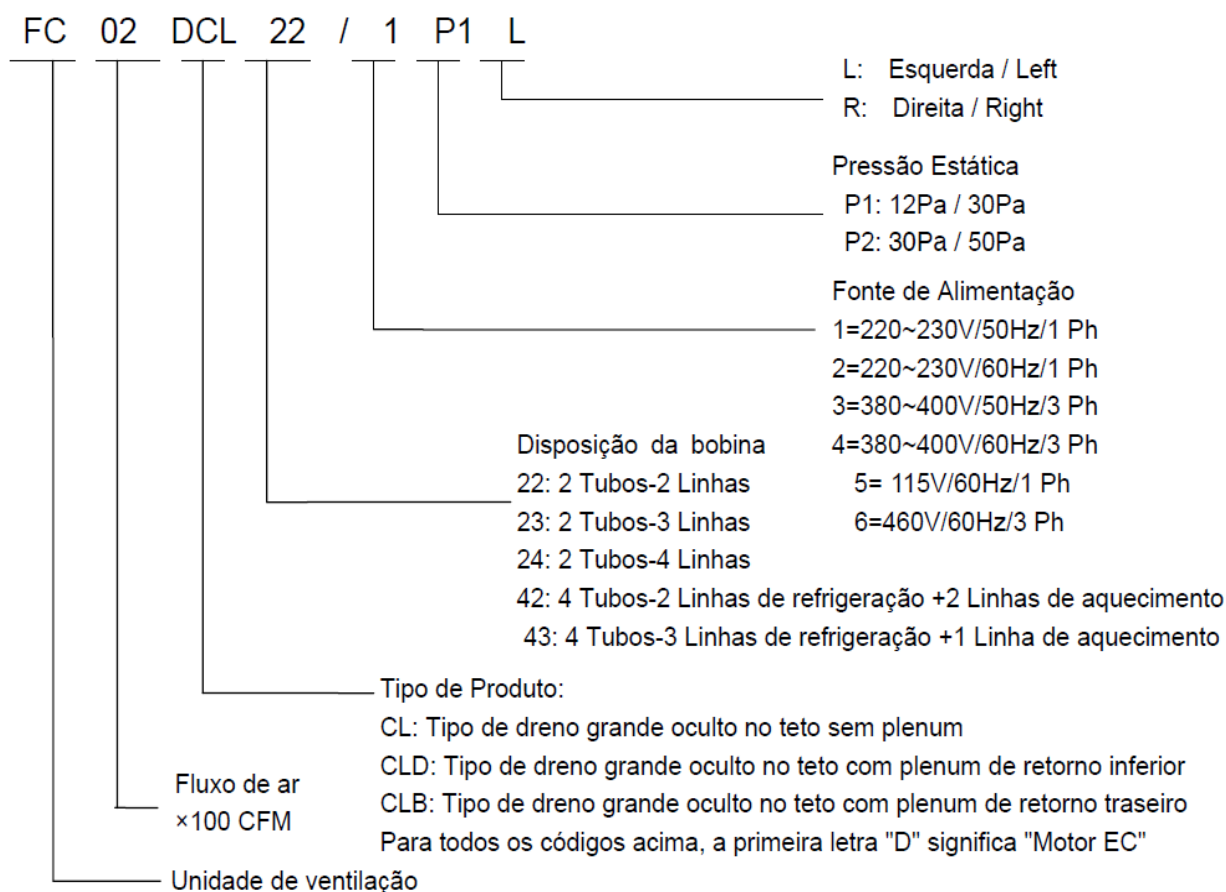 FC 02 DCL 22 / 1 P1 L
L: Esquerda / Left
R: Direita / Right
Pressão Estática
P1: 12Pa / 30Pa
P2: 30Pa / 50Pa
Fonte de Alimentação
1=220~230V/50Hz/1 Ph
2=220~230V/60Hz/1 Ph
3=380~400V/50Hz/3 Ph
4=380~400V/60Hz/3 Ph
5= 115V/60Hz/1 Ph
6=460V/60Hz/3 Ph
Disposição da bobina
22: 2 Tubos-2 Linhas
23: 2 Tubos-3 Linhas
24: 2 Tubos-4 Linhas
42: 4 Tubos-2 Linhas de refrigeração +2 Linhas de aquecimento
43: 4 Tubos-3 Linhas de refrigeração +1 Linha de aquecimento
Tipo de Produto:
CL: Tipo de dreno grande oculto no teto sem plenum
CLD: Tipo de dreno grande oculto no teto com plenum de retorno inferior
CLB: Tipo de dreno grande oculto no teto com plenum de retorno traseiro
Para todos os códigos acima, a primeira letra "D" significa "Motor EC"
Fluxo de ar
×100 CFM
Unidade de ventilação